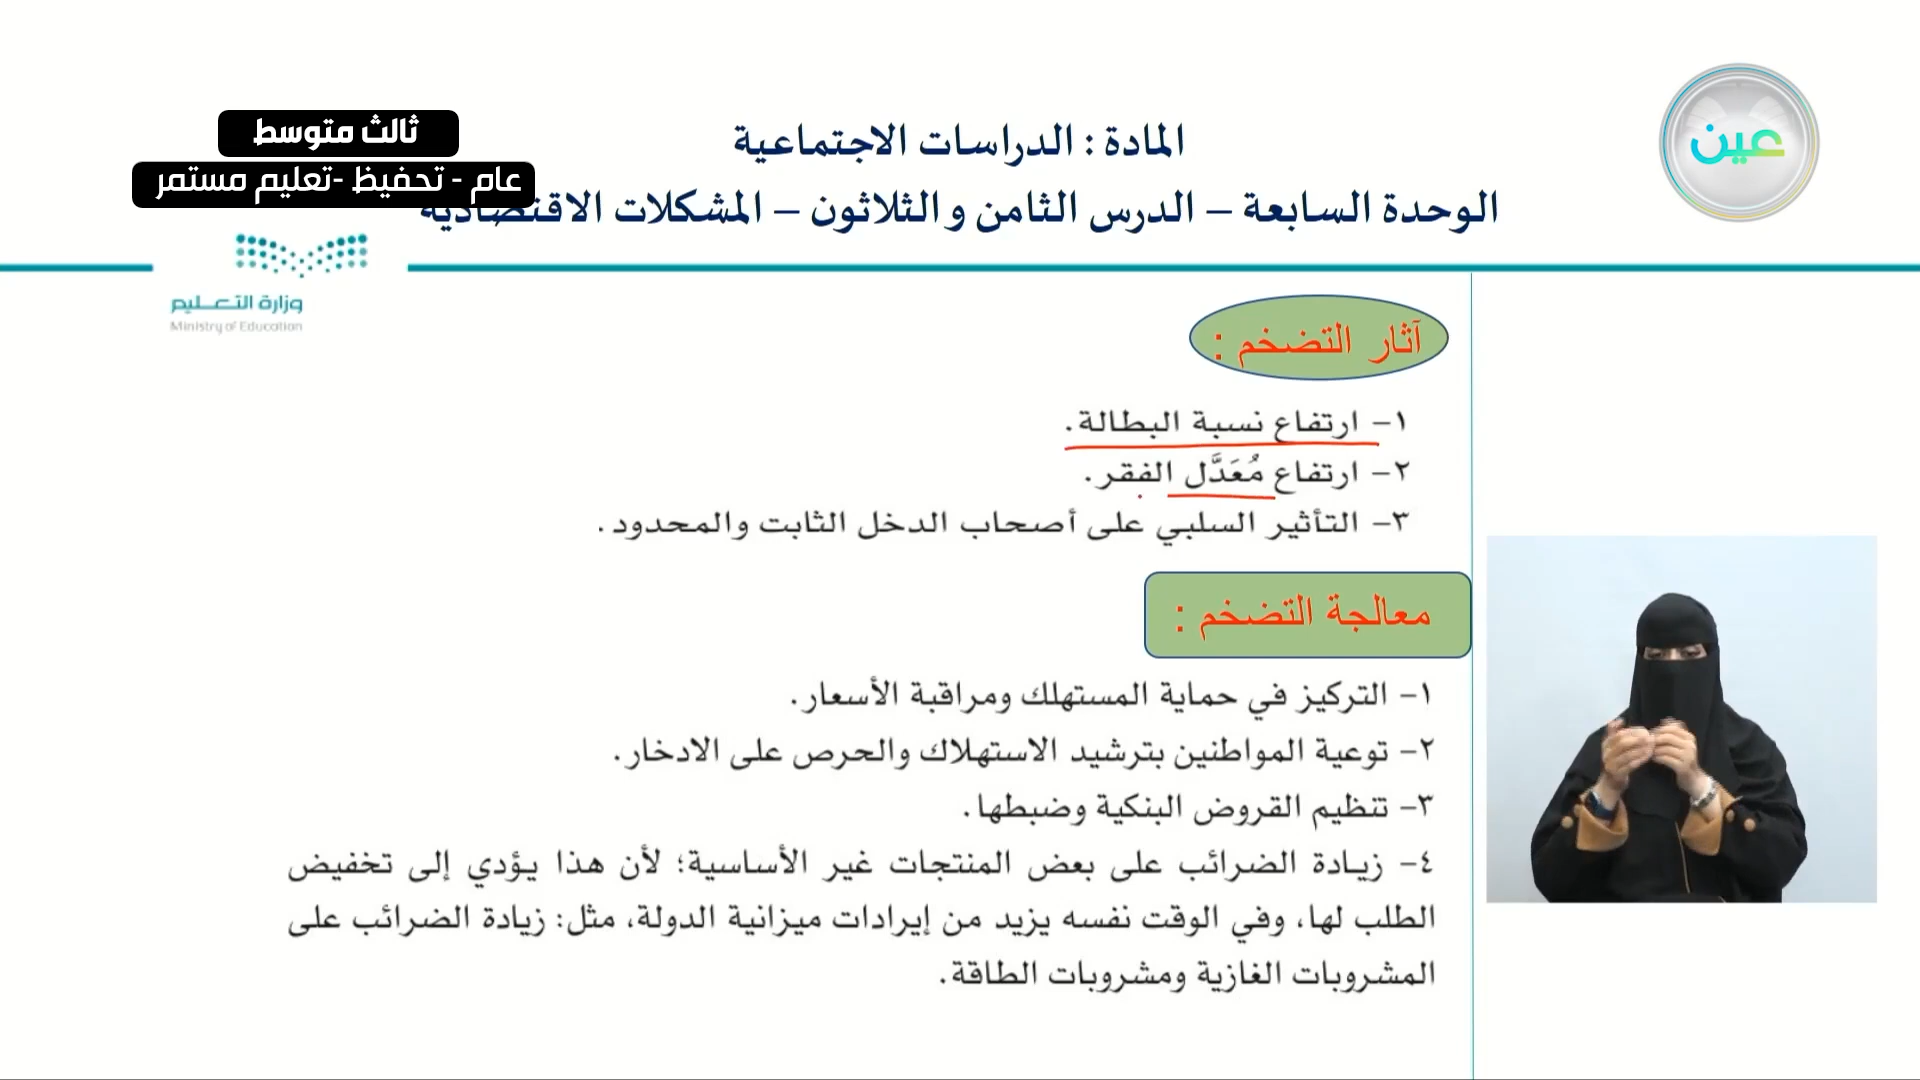 ثالث متوسط
عام - تحفيظ -تعليم مستمر
المادة : الدراسات الاجتماعية
الوحدة السابعة – الدرس الثامن والثلاثون – المشكلات الاقتصادية
عين
وزارة التعليم
Ministry of Education
آثار التضخم :
١- ارتفاع نسبة البطالة.
٢- ارتفاع مُعَدَّل الفقر.
٣- التأثير السلبي على أصحاب الدخل الثابت والمحدود.
معالجة التضخم :
١- التركيز في حماية المستهلك ومراقبة الأسعار.
٢- توعية المواطنين بترشيد الاستهلاك والحرص على الادخار.
٣- تنظيم القروض البنكية وضبطها.
٤- زيادة الضرائب على بعض المنتجات غير الأساسية؛ لأن هذا يؤدي إلى تخفيض
الطلب لها، وفي الوقت نفسه يزيد من إيرادات ميزانية الدولة، مثل: زيادة الضرائب على
المشروبات الغازية ومشروبات الطاقة.